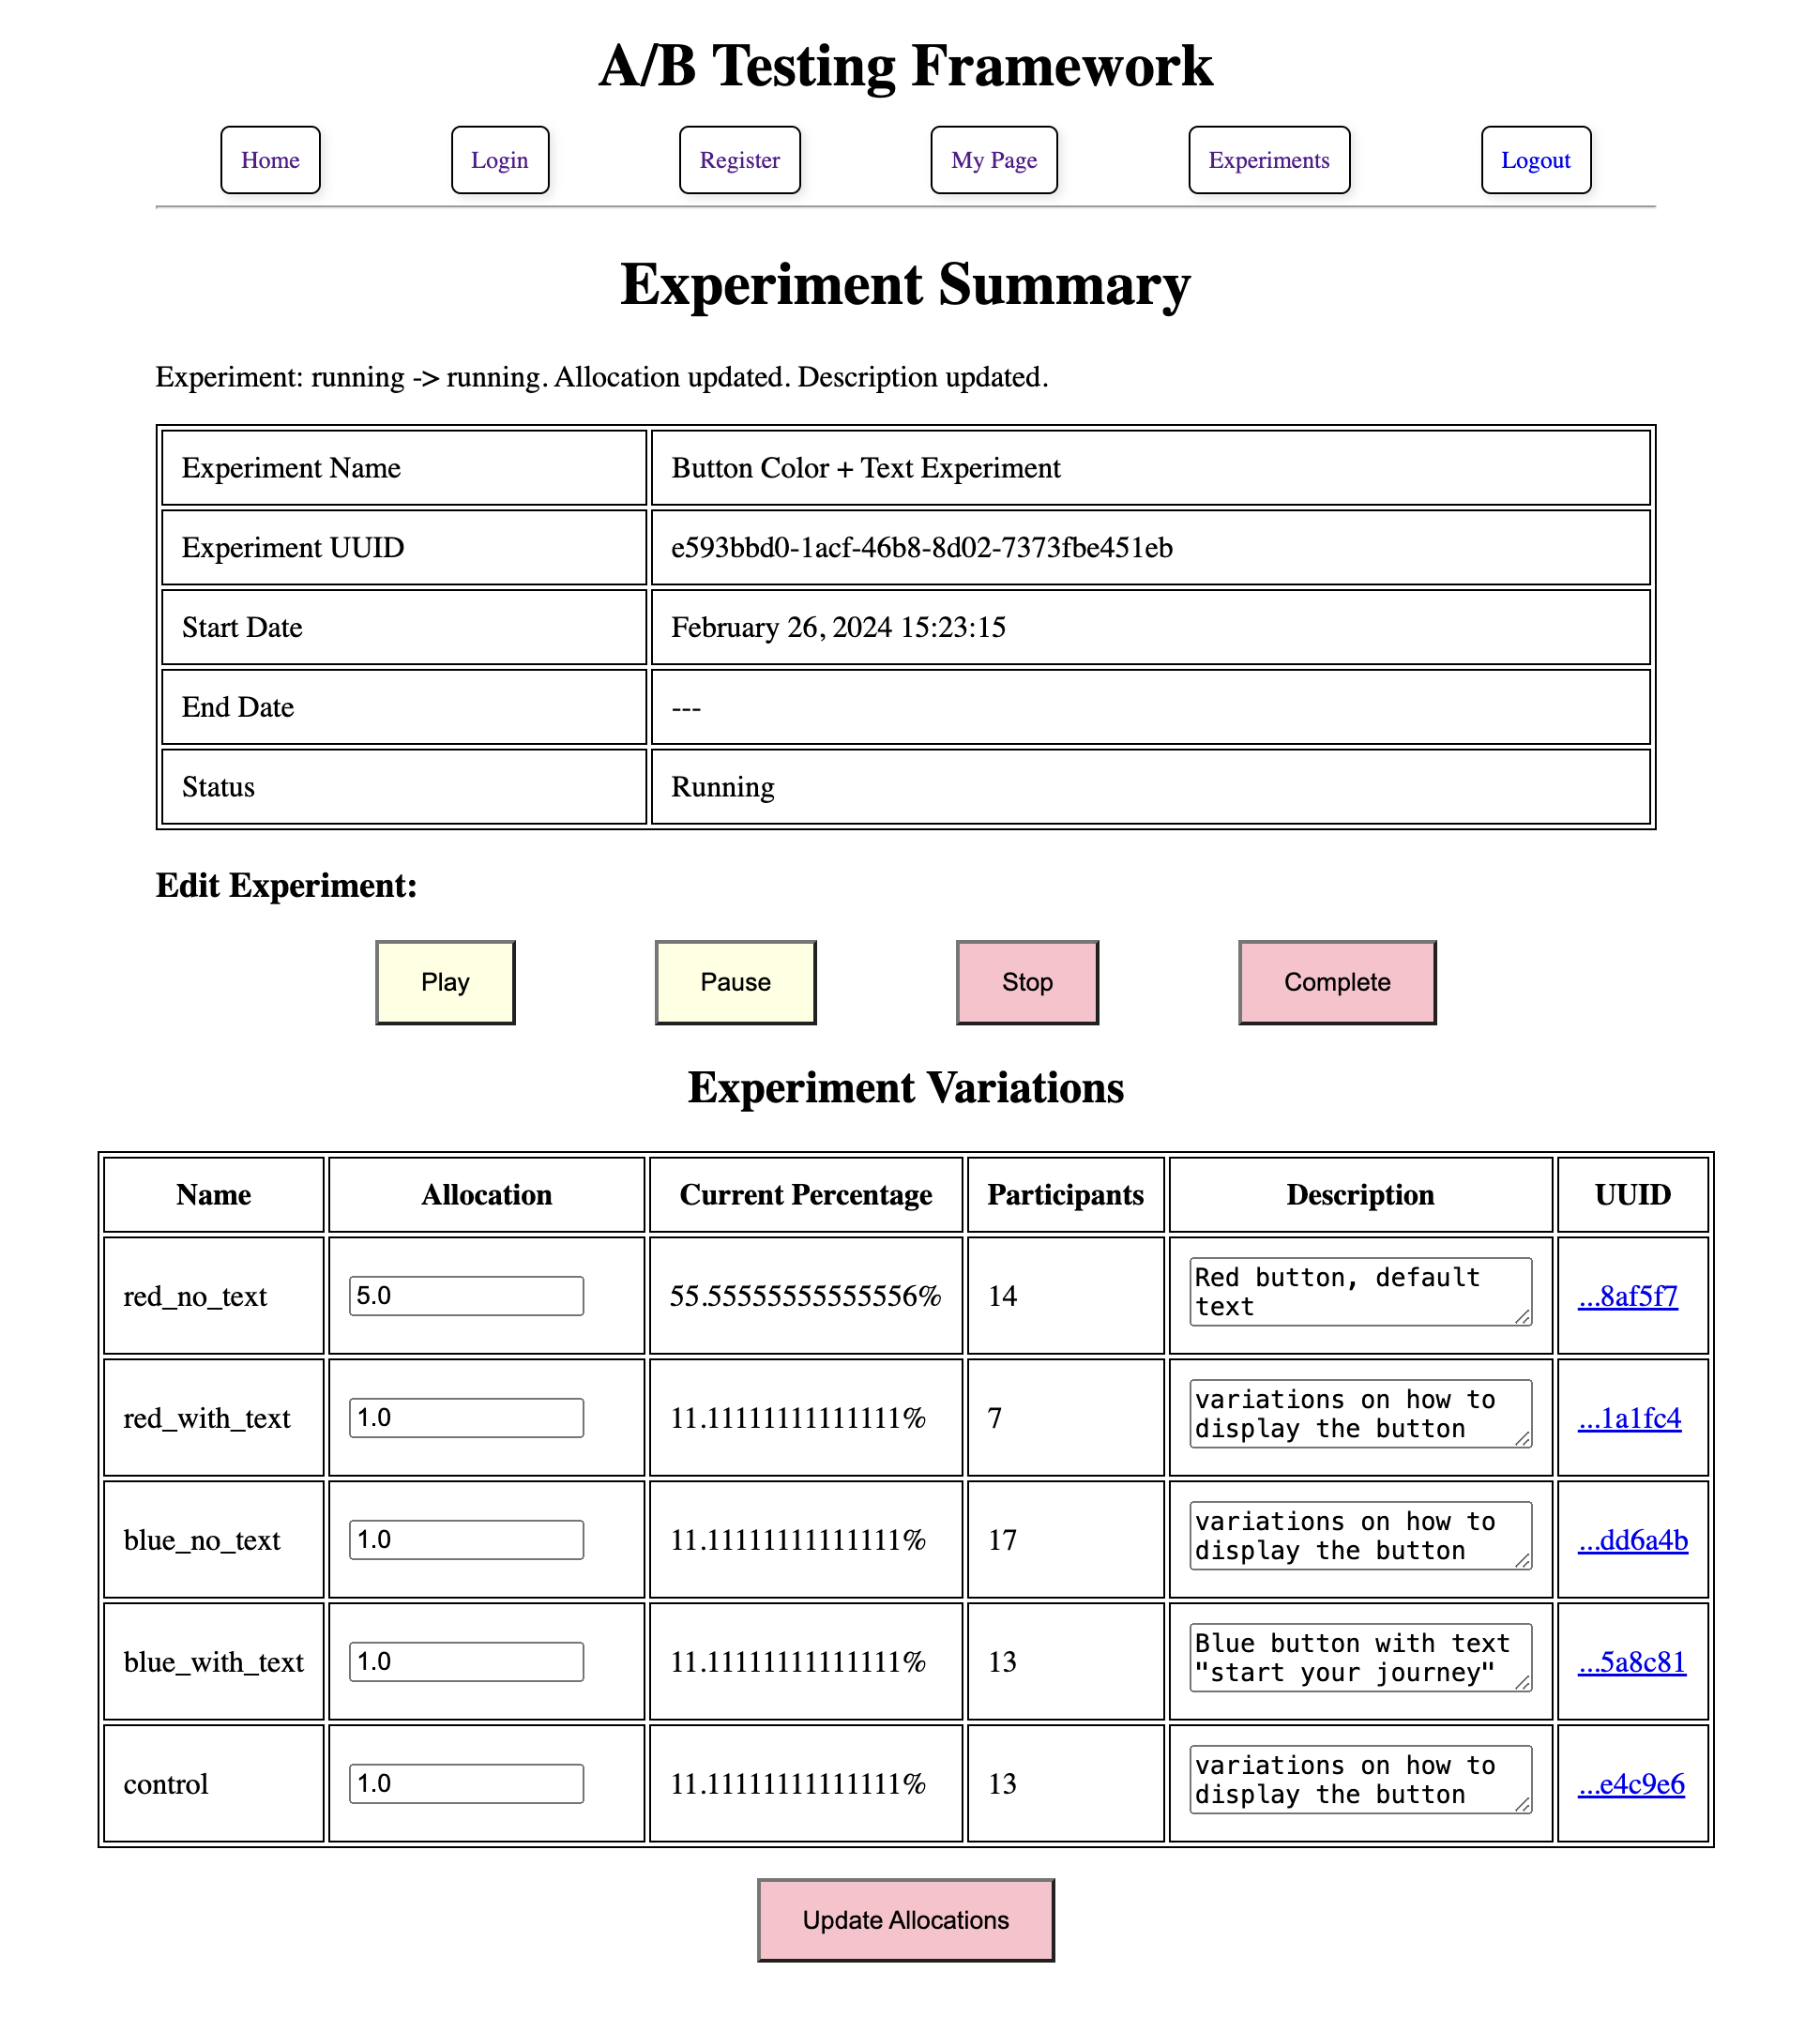 A/B Testing Framework
Home Login Register My Page Experiments Logout
Experiment Summary
Experiment: running -> running. Allocation updated. Description updated.
Experiment Name Button Color + Text Experiment
Experiment UUID e593bbd0-1acf-46b8-8d02-7373fbe451eb
Start Date February 26, 2024 15:23:15
End Date ---
Status Running
Edit Experiment:
Play Pause Stop Complete
Experiment Variations
Name Allocation Current Percentage Participants Description UUID
red_no_text 5.0 55.55555555555556% 14 Red button, default
text ...8af5f7
red_with_text 1.0 11.11111111111111% 7 variations on how to
display the button ...1a1fc4
blue_no_text 1.0 11.11111111111111% 17 variations on how to
display the button ...dd6a4b
blue_with_text 1.0 11.11111111111111% 13 Blue button with text
"start your journey" ...5a8c81
control 1.0 11.11111111111111% 13 variations on how to
display the button ...e4c9e6
Update Allocations